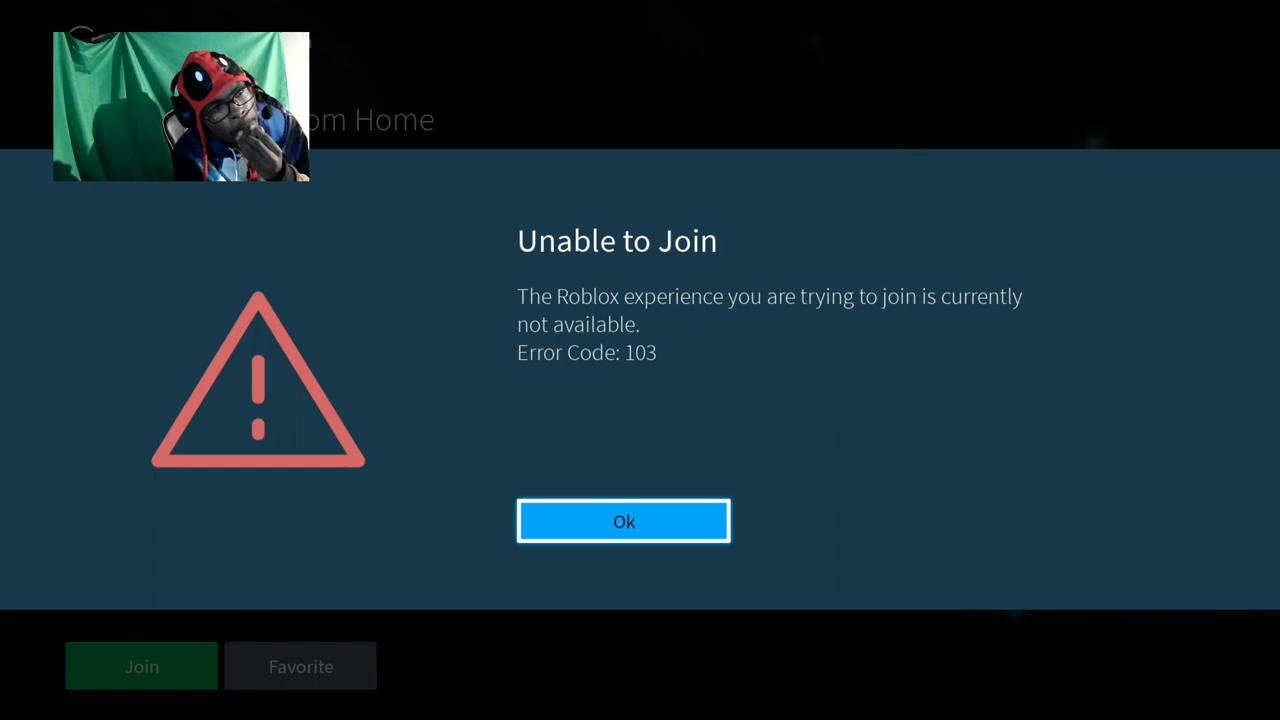 om Home
Unable to Join
The Roblox experience you are trying to join is currently
not available.
Error Code: 103
Ok
Join
Favorite